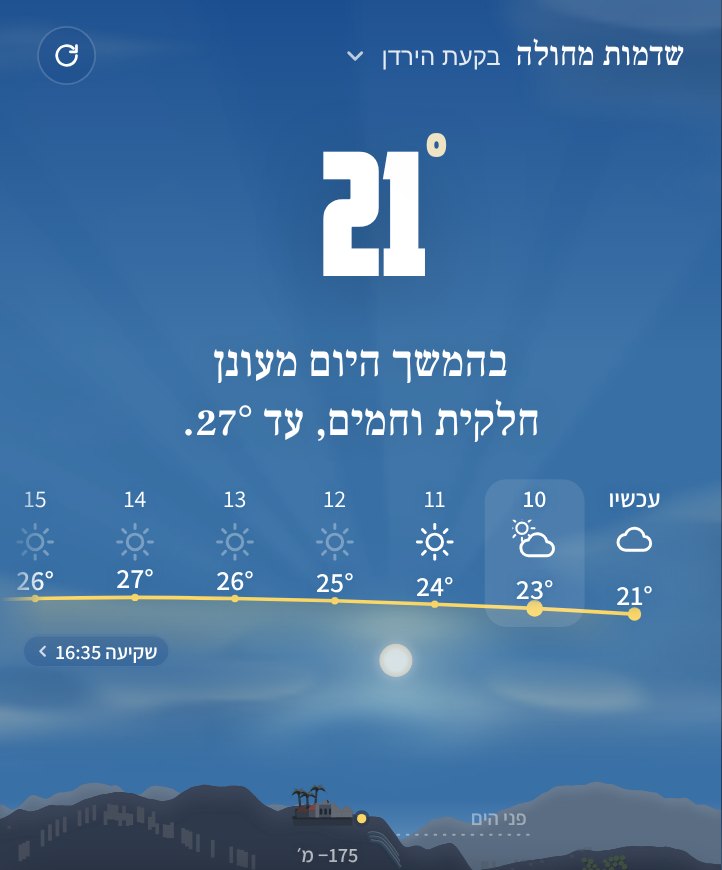 שדמות מחולה בקעת הירדן
21°
בהמשך היום מעונן
חלקית וחמים, עד 27°.
עכשיו 10 11 12 13 14 15
21° 23° 24° 25° 26° 27° 26°
שקיעה 16:35
פני הים
−175 מ׳